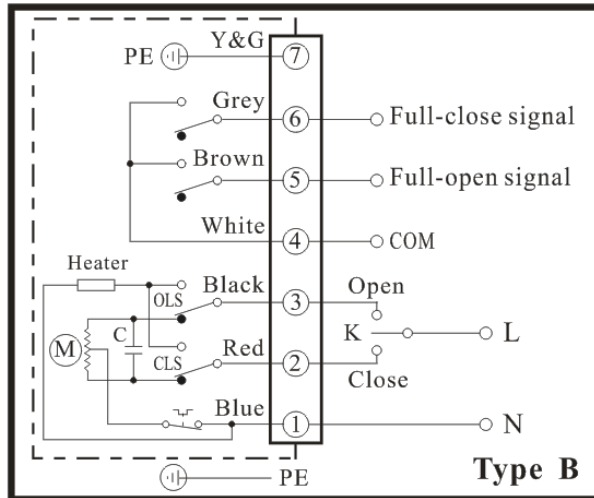 Y&G
PE 7
Grey 6 Full-close signal
Brown 5 Full-open signal
White 4 COM
Heater
OLS Black 3 Open
K L
M C CLS Red 2 Close
Blue 1 N
PE
Type B